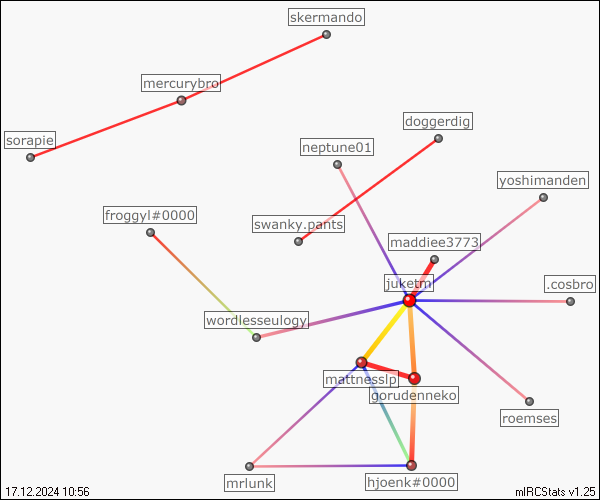 skermando
mercurybro
doggerdig
sorapie
neptune01
yoshimanden
froggyl#0000
swanky.pants
maddiee3773
juketm
.cosbro
wordlesseulogy
mattnesslp
gorudenneko
roemses
mrlunk
hjoenk#0000
17.12.2024 10:56
mIRCStats v1.25